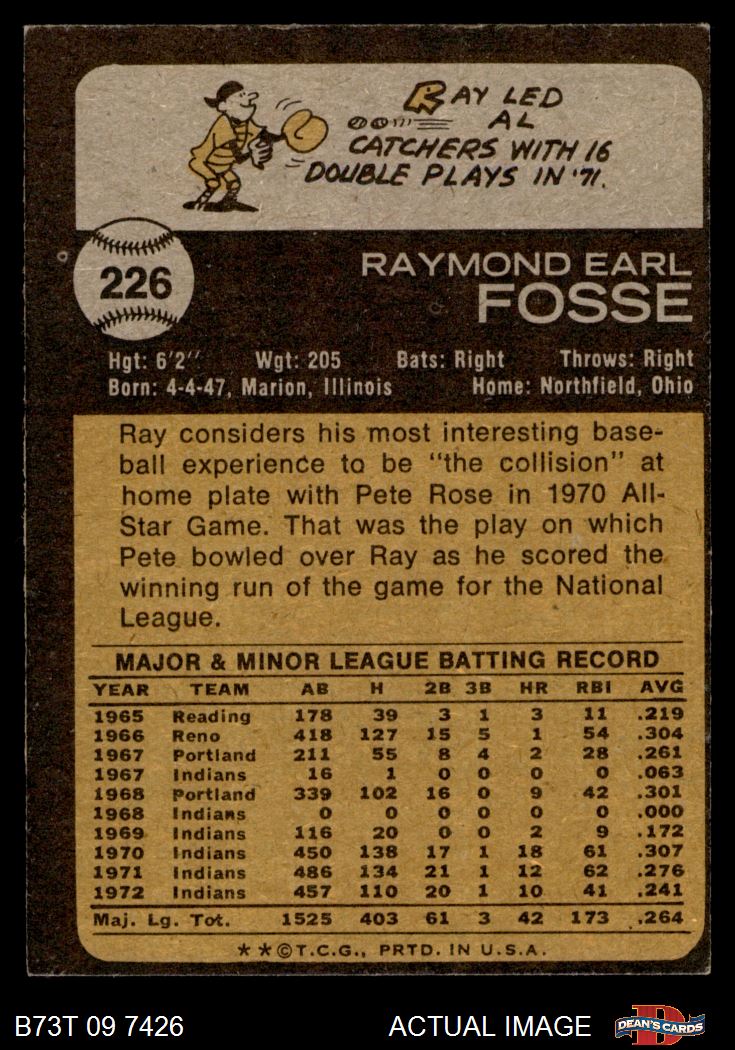 RAY LED
AL
CATCHERS WITH 16
DOUBLE PLAYS IN '71.
226
RAYMOND EARL
FOSSE
Hgt: 6'2" Wgt: 205 Bats: Right Throws: Right
Born: 4-4-47, Marion, Illinois Home: Northfield, Ohio
Ray considers his most interesting base-
ball experience to be "the collision" at
home plate with Pete Rose in 1970 All-
Star Game. That was the play on which
Pete bowled over Ray as he scored the
winning run of the game for the National
League.
MAJOR & MINOR LEAGUE BATTING RECORD
YEAR TEAM AB H 2B 3B HR RBI AVG
1965 Reading 178 39 3 1 3 11 .219
1966 Reno 418 127 15 5 1 54 .304
1967 Portland 211 55 8 4 2 28 .261
1967 Indians 16 1 0 0 0 0 .063
1968 Portland 339 102 16 0 9 42 .301
1968 Indians 0 0 0 0 0 0 .000
1969 Indians 116 20 0 0 2 9 .172
1970 Indians 450 138 17 1 18 61 .307
1971 Indians 486 134 21 1 12 62 .276
1972 Indians 457 110 20 1 10 41 .241
Maj. Lg. Tot. 1525 403 61 3 42 173 .264
**©T.C.G., PRTD. IN U.S.A.
B73T 09 7426 ACTUAL IMAGE DEAN'S CARDS